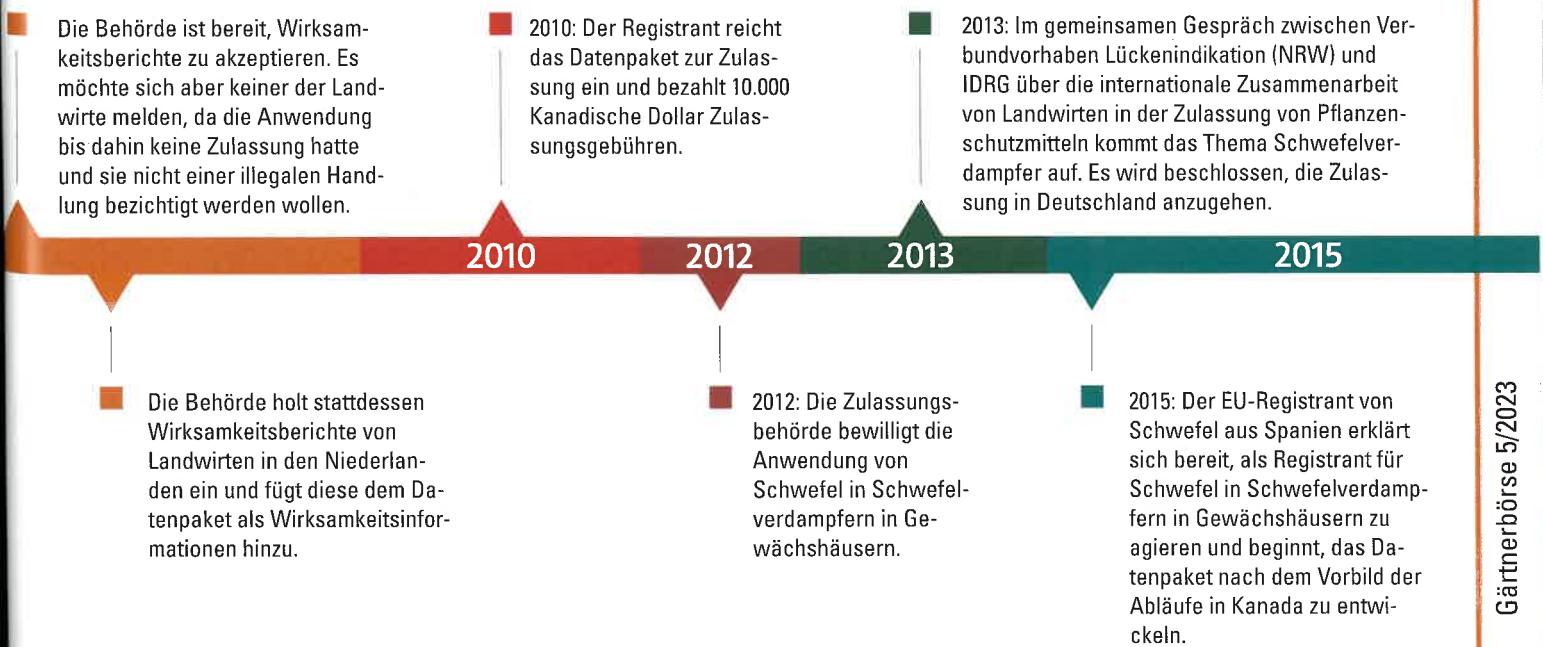 Die Behörde ist bereit, Wirksam-
keitsberichte zu akzeptieren. Es
möchte sich aber keiner der Land-
wirte melden, da die Anwendung
bis dahin keine Zulassung hatte
und sie nicht einer illegalen Hand-
lung bezichtigt werden wollen.
2010: Der Registrant reicht
das Datenpaket zur Zulas-
sung ein und bezahlt 10.000
Kanadische Dollar Zulas-
sungsgebühren.
2013: Im gemeinsamen Gespräch zwischen Ver-
bundvorhaben Lückenindikation (NRW) und
IDRG über die internationale Zusammenarbeit
von Landwirten in der Zulassung von Pflanzen-
schutzmitteln kommt das Thema Schwefelver-
dampfer auf. Es wird beschlossen, die Zulas-
sung in Deutschland anzugehen.
2010
2012
2013
2015
Die Behörde holt stattdessen
Wirksamkeitsberichte von
Landwirten in den Niederlan-
den ein und fügt diese dem Da-
tenpaket als Wirksamkeitsinfor-
mationen hinzu.
2012: Die Zulassungs-
behörde bewilligt die
Anwendung von
Schwefel in Schwefel-
verdampfern in Ge-
wächshäusern.
2015: Der EU-Registrant von
Schwefel aus Spanien erklärt
sich bereit, als Registrant für
Schwefel in Schwefelverdamp-
fern in Gewächshäusern zu
agieren und beginnt, das Da-
tenpaket nach dem Vorbild der
Abläufe in Kanada zu entwi-
ckeln.
Gärtnerbörse 5/2023